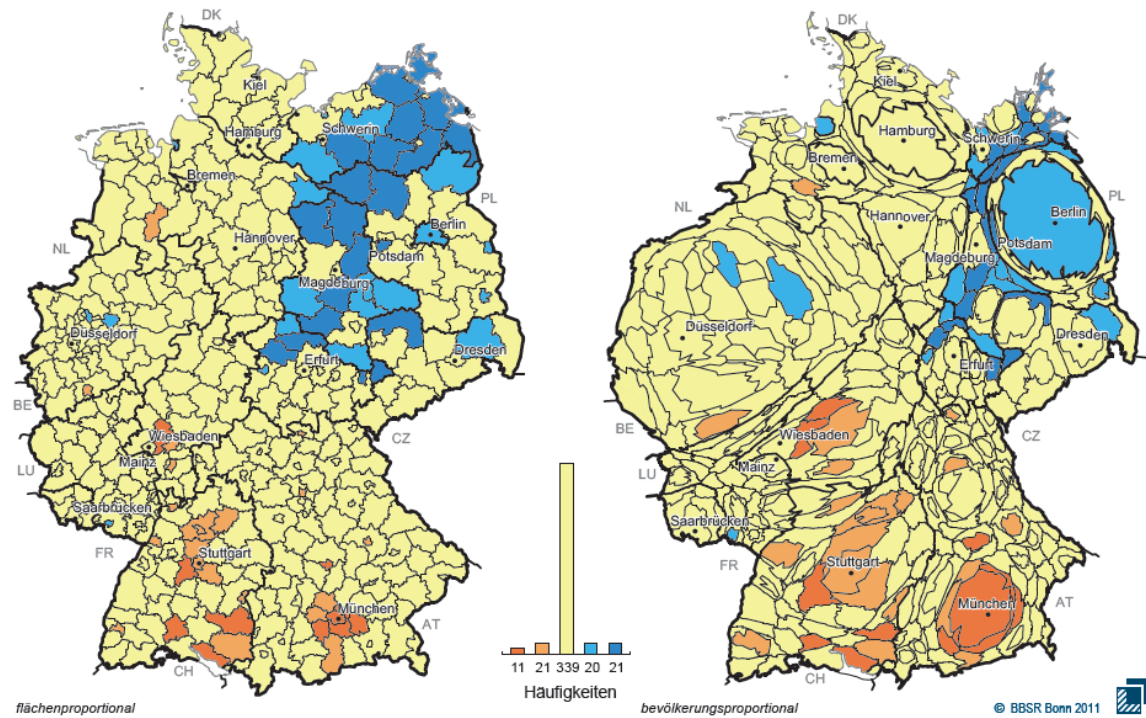 DK
Kiel
Hamburg
Schwerin
Bremen
PL
Berlin
NL
Hannover
Potsdam
Magdeburg
Düsseldorf
Erfurt
Dresden
BE
Wiesbaden
CZ
LU
Mainz
Saarbrücken
FR
Stuttgart
München
AT
CH
flächenproportional
11 21 339 20 21
Häufigkeiten
DK
Kiel
Hamburg
Schwerin
Bremen
PL
NL
Hannover
Berlin
Potsdam
Magdeburg
Düsseldorf
Dresden
Erfurt
BE
Wiesbaden
CZ
LU
Mainz
Saarbrücken
FR
Stuttgart
München
AT
CH
bevölkerungsproportional
© BBSR Bonn 2011